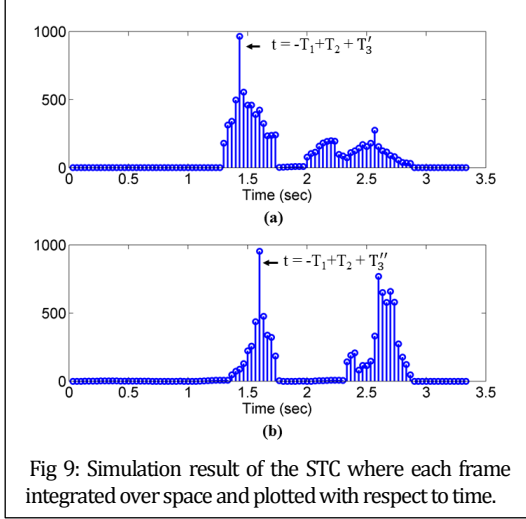 1000
t = -T₁+T₂ + T₃′
500
0
0 0.5 1 1.5 2 2.5 3 3.5
Time (sec)
(a)
1000
t = -T₁+T₂ + T₃′′
500
0
0 0.5 1 1.5 2 2.5 3 3.5
Time (sec)
(b)
Fig 9: Simulation result of the STC where each frame
integrated over space and plotted with respect to time.